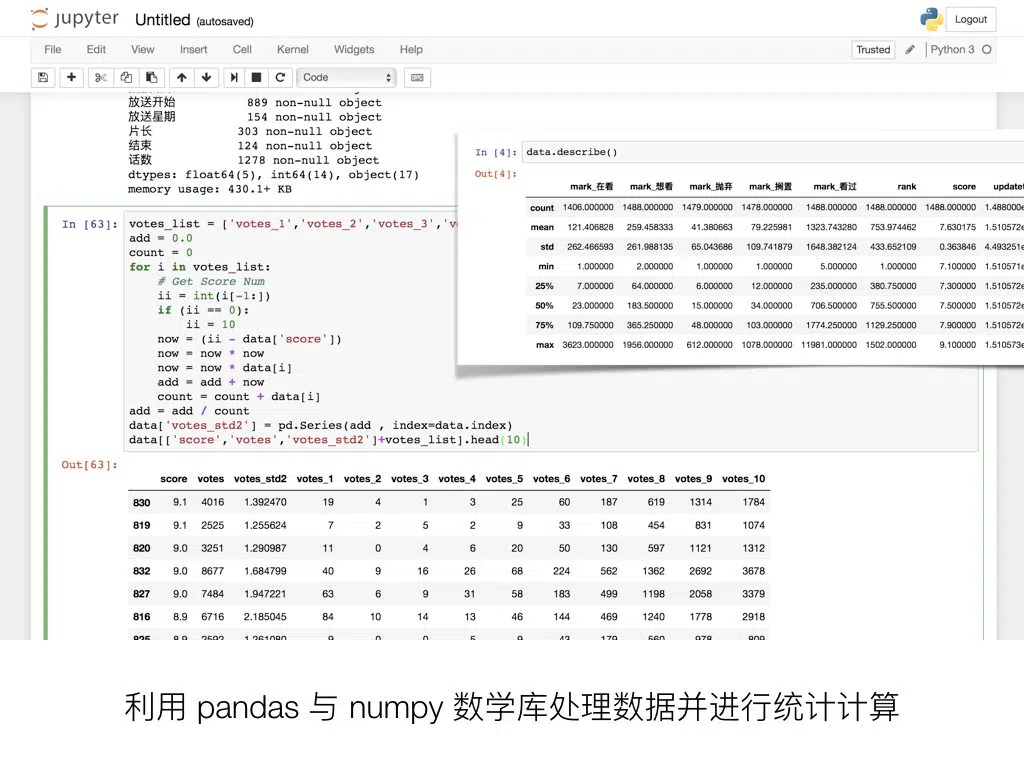 jupyter Untitled (autosaved) Logout
File Edit View Insert Cell Kernel Widgets Help Trusted Python 3
Code
放送开始 889 non-null object
放送星期 154 non-null object
片长 303 non-null object
结束 124 non-null object
话数 1278 non-null object
dtypes: float64(5), int64(14), object(17)
memory usage: 430.1+ KB
In [63]: votes_list = ['votes_1','votes_2','votes_3','v
add = 0.0
count = 0
for i in votes_list:
# Get Score Num
ii = int(i[-1:])
if (ii == 0):
ii = 10
now = (ii - data['score'])
now = now * now
now = now * data[i]
add = add + now
count = count + data[i]
add = add / count
data['votes_std2'] = pd.Series(add , index=data.index)
data[['score','votes','votes_std2']+votes_list].head(10)
In [4]: data.describe()
Out[4]:
mark_在看 mark_想看 mark_抛弃 mark_搁置 mark_看过 rank score updatet
count 1406.000000 1488.000000 1479.000000 1478.000000 1488.000000 1488.000000 1488.000000 1.488000e
mean 121.406828 259.458333 41.380663 79.225981 1323.743280 753.974462 7.630175 1.510572e
std 262.466593 261.988135 65.043686 109.741879 1648.382124 433.652109 0.363846 4.493251e
min 1.000000 2.000000 1.000000 1.000000 5.000000 1.000000 7.100000 1.510571e
25% 7.000000 64.000000 6.000000 12.000000 235.000000 380.750000 7.300000 1.510572e
50% 23.000000 183.500000 15.000000 34.000000 706.500000 755.500000 7.500000 1.510572e
75% 109.750000 365.250000 48.000000 103.000000 1774.250000 1129.250000 7.900000 1.510572e
max 3623.000000 1956.000000 612.000000 1078.000000 11981.000000 1502.000000 9.100000 1.510572e
Out[63]:
score votes votes_std2 votes_1 votes_2 votes_3 votes_4 votes_5 votes_6 votes_7 votes_8 votes_9 votes_10
830 9.1 4016 1.392470 19 4 1 3 25 60 187 619 1314 1784
819 9.1 2525 1.255624 7 2 5 2 9 33 108 454 831 1074
820 9.0 3251 1.290987 11 0 4 6 20 50 130 597 1121 1312
832 9.0 8677 1.684799 40 9 16 26 68 224 562 1362 2692 3678
827 9.0 7484 1.947221 63 6 9 31 58 183 499 1198 2058 3379
816 8.9 6716 2.185045 84 10 14 13 46 144 469 1240 1778 2918
利用 pandas 与 numpy 数学库处理数据并进行统计计算